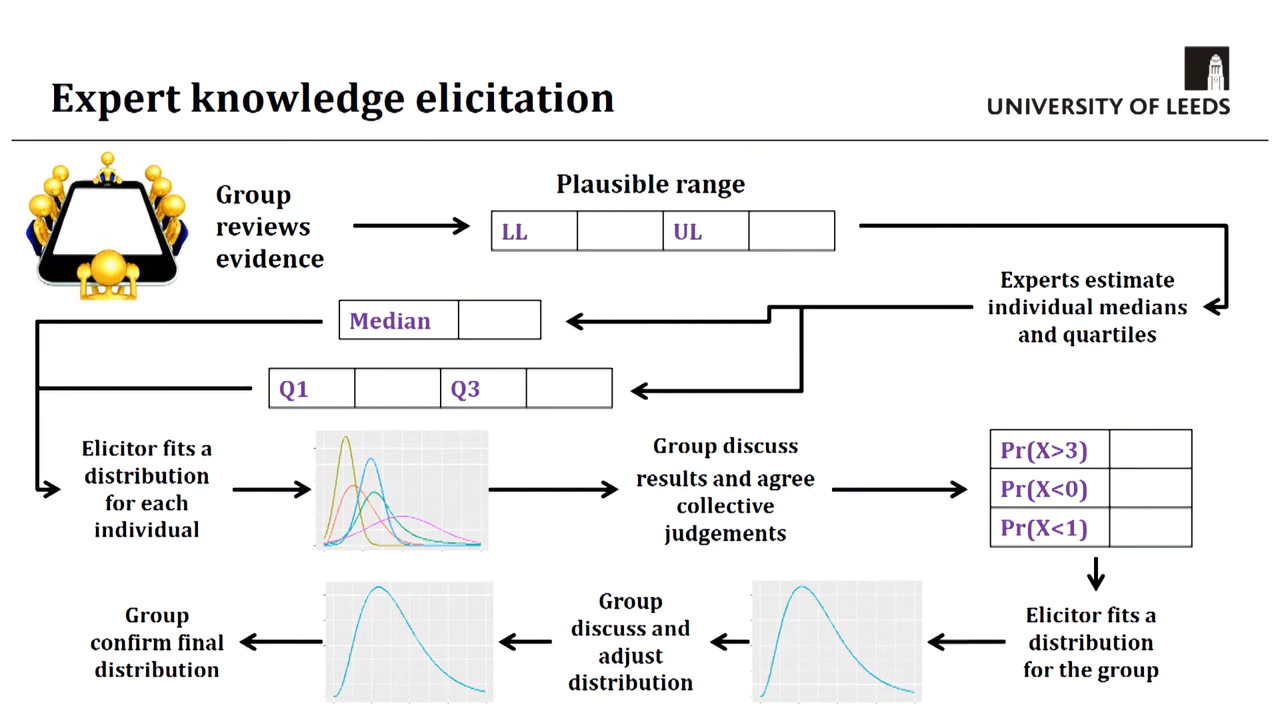 Expert knowledge elicitation
UNIVERSITY OF LEEDS
Group
reviews
evidence
Plausible range
LL
UL
Experts estimate
individual medians
and quartiles
Median
Q1
Q3
Elicitor fits a
distribution
for each
individual
Group discuss
results and agree
collective
judgements
Pr(X>3)
Pr(X<0)
Pr(X<1)
Elicitor fits a
distribution
for the group
Group
discuss and
adjust
distribution
Group
confirm final
distribution